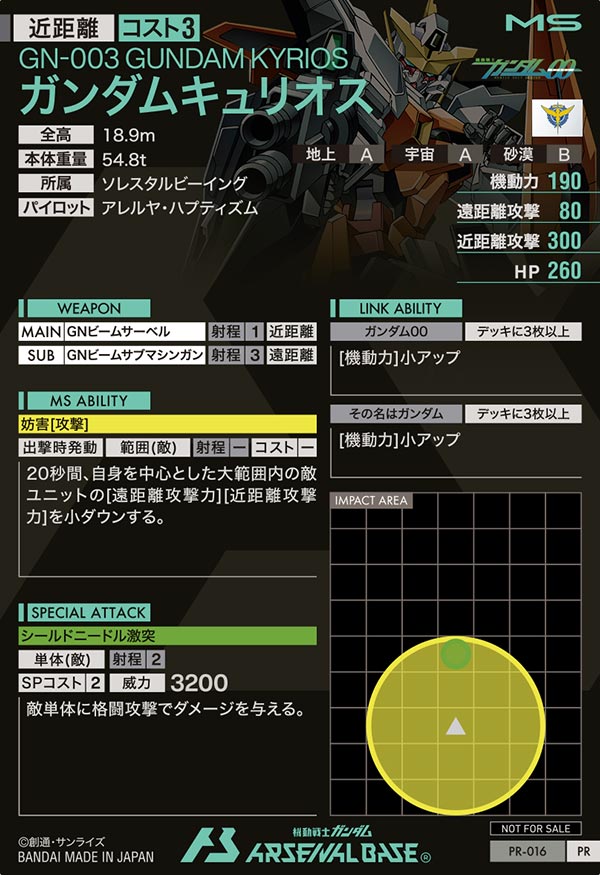 近距離 コスト3 MS
GN-003 GUNDAM KYRIOS
ガンダムキュリオス
ガンダム00
全高 18.9m
本体重量 54.8t
地上 A 宇宙 A 砂漠 B
所属 ソレスタルビーイング
機動力 190
パイロット アレルヤ・ハプティズム
遠距離攻撃 80
近距離攻撃 300
HP 260
WEAPON
MAIN GNビームサーベル 射程 1 近距離
SUB GNビームサブマシンガン 射程 3 遠距離
MS ABILITY
妨害[攻撃]
出撃時発動 範囲(敵) 射程 ー コスト ー
20秒間、自身を中心とした大範囲内の敵
ユニットの[遠距離攻撃力][近距離攻撃
力]を小ダウンする。
SPECIAL ATTACK
シールドニードル激突
単体(敵) 射程 2
SPコスト 2 威力 3200
敵単体に格闘攻撃でダメージを与える。
LINK ABILITY
ガンダム00 デッキに3枚以上
[機動力]小アップ
その名はガンダム デッキに3枚以上
[機動力]小アップ
IMPACT AREA
©創通・サンライズ
BANDAI MADE IN JAPAN
機動戦士ガンダム
ARSENAL BASE®
NOT FOR SALE
PR-016 PR